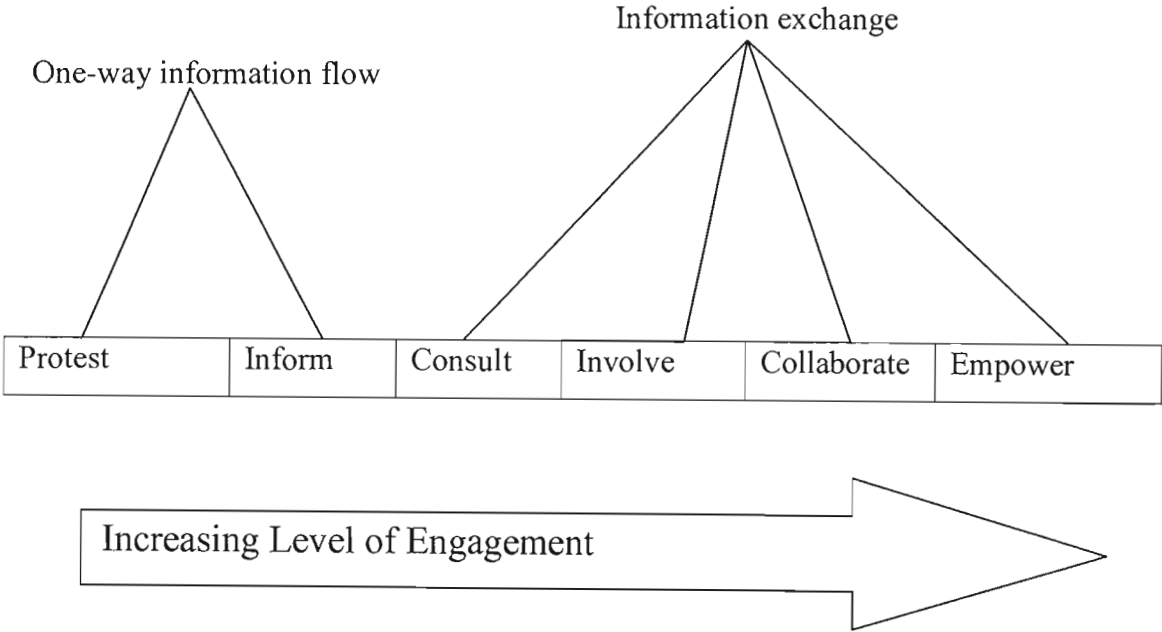 Information exchange
One-way information flow
Protest
Inform
Consult
Involve
Collaborate
Empower
Increasing Level of Engagement